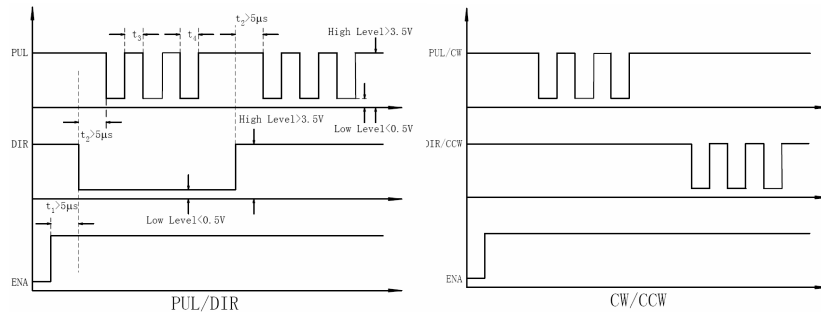 t₂>5μs
t₃
t₄
High Level>3.5V
PUL
High Level>3.5V
Low Level<0.5V
t₂>5μs
DIR
t₁>5μs
Low Level<0.5V
ENA
PUL/DIR
PUL/CW
DIR/CCW
ENA
CW/CCW